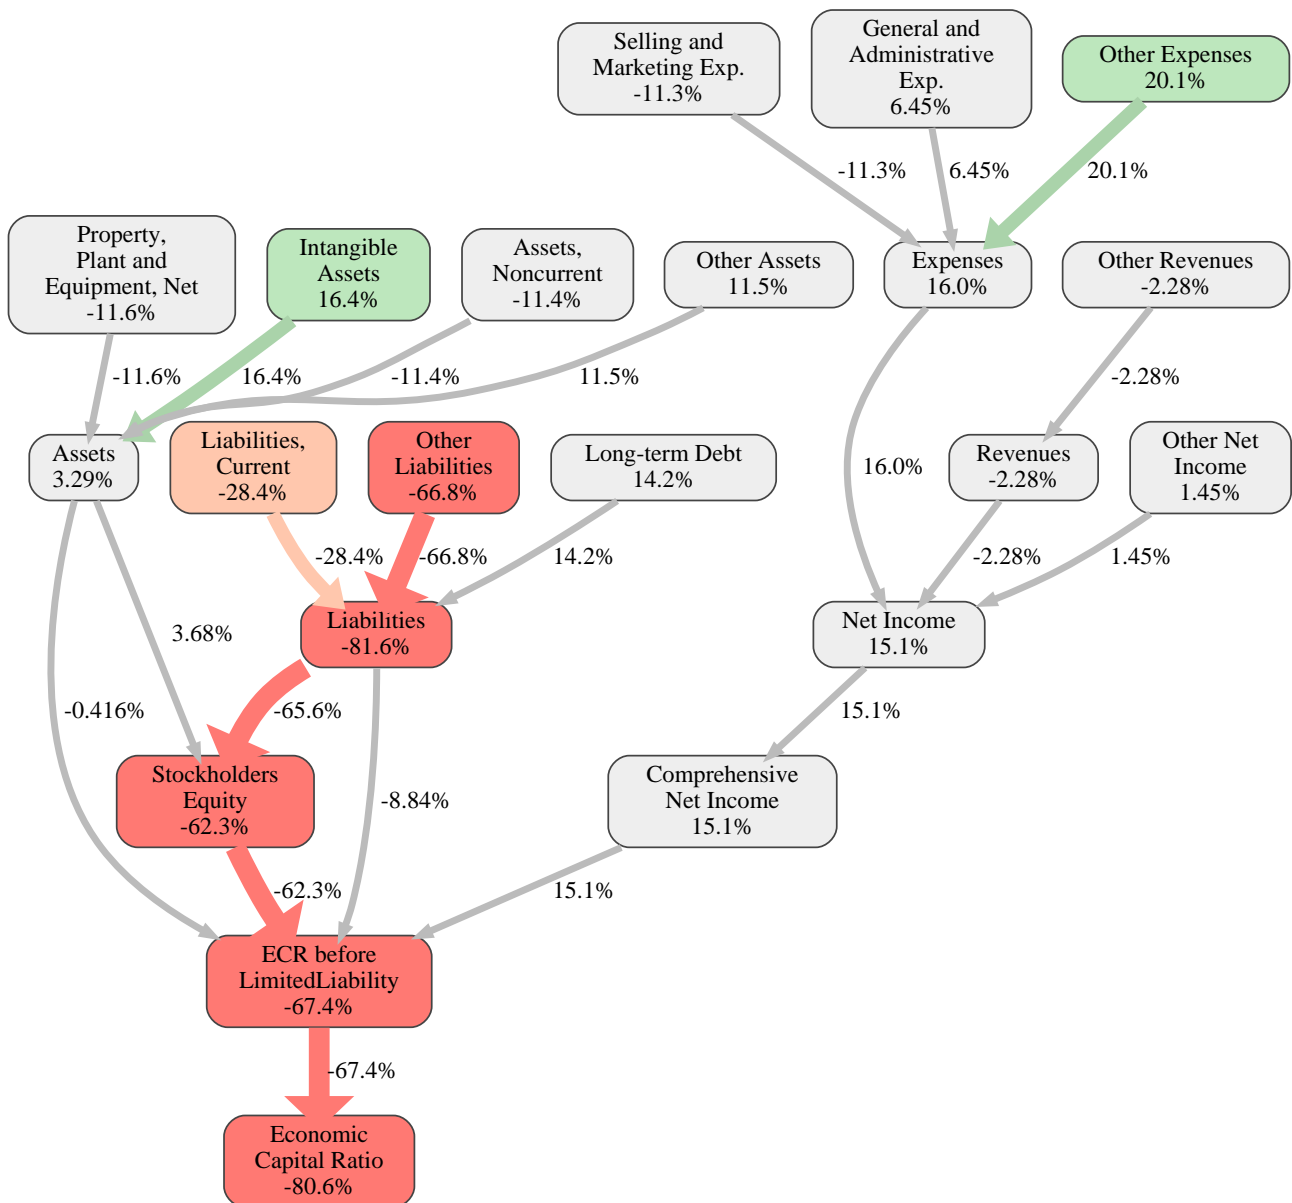 Selling and
Marketing Exp.
-11.3%
General and
Administrative
Exp.
6.45%
Other Expenses
20.1%
-11.3%
6.45%
20.1%
Property,
Plant and
Equipment, Net
-11.6%
Intangible
Assets
16.4%
Assets,
Noncurrent
-11.4%
Other Assets
11.5%
Expenses
16.0%
Other Revenues
-2.28%
-11.6%
16.4%
-11.4%
11.5%
-2.28%
Assets
3.29%
Liabilities,
Current
-28.4%
Other
Liabilities
-66.8%
Long-term Debt
14.2%
16.0%
Revenues
-2.28%
Other Net
Income
1.45%
-28.4%
-66.8%
14.2%
-2.28%
1.45%
Liabilities
-81.6%
Net Income
15.1%
3.68%
-0.416%
-65.6%
15.1%
Stockholders
Equity
-62.3%
-8.84%
Comprehensive
Net Income
15.1%
-62.3%
15.1%
ECR before
LimitedLiability
-67.4%
-67.4%
Economic
Capital Ratio
-80.6%